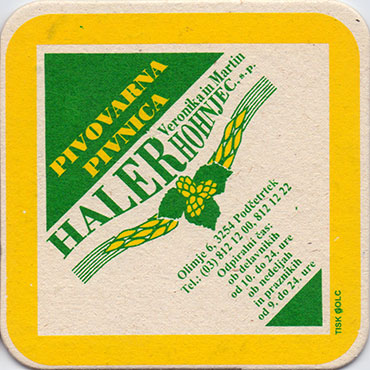 PIVOVARNA
PIVNICA
HALER
Veronika in Martin
HOHNJEC, s.p.
Olimje 6, 3254 Podčetrtek
Tel.: (03) 812 12 00, 812 12 22
Odpiralni čas:
ob delavnikih
od 10. do 24. ure
ob nedeljah
in praznikih
od 9. do 24. ure
TISK GOLC